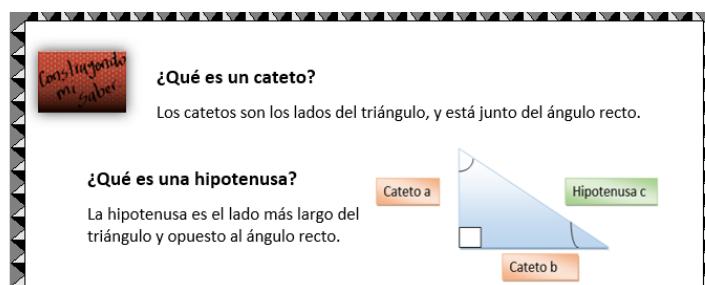 Construyendo
mi saber
¿Qué es un cateto?
Los catetos son los lados del triángulo, y está junto del ángulo recto.
¿Qué es una hipotenusa?
La hipotenusa es el lado más largo del
triángulo y opuesto al ángulo recto.
Cateto a
Hipotenusa c
Cateto b